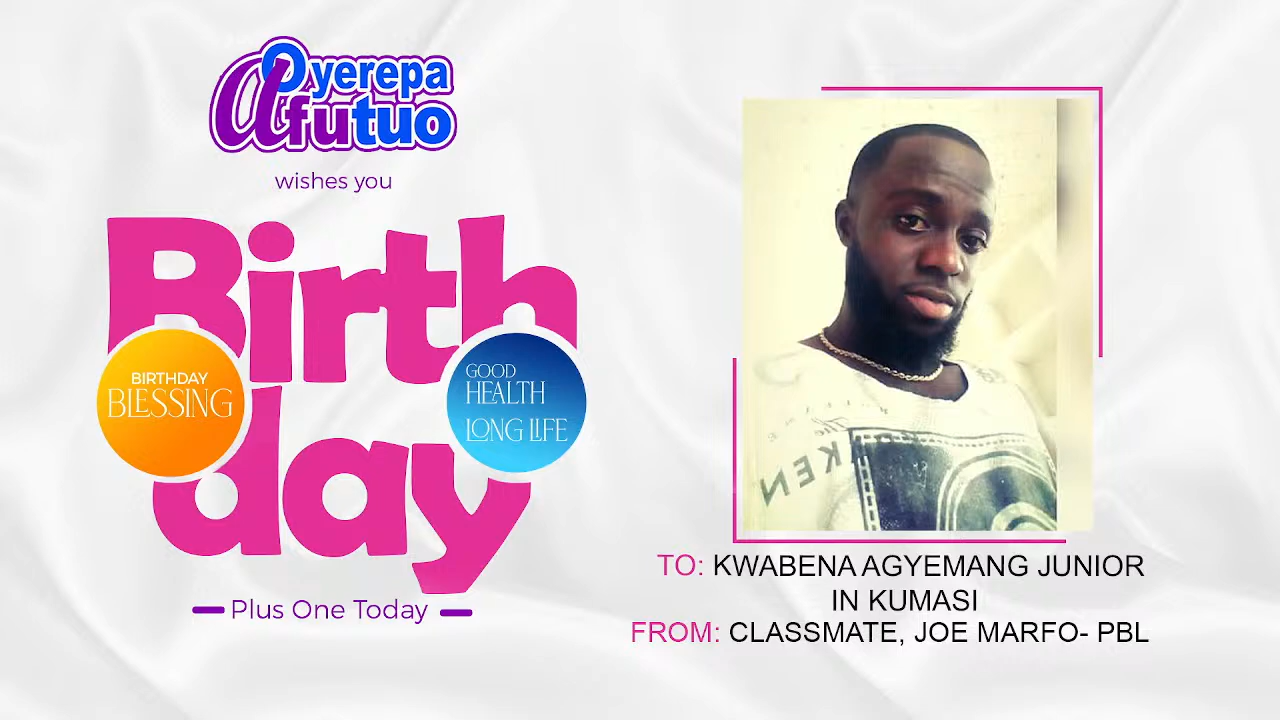 Oyerepa
afutuo
wishes you
Birth
day
BIRTHDAY
BLESSING
GOOD
HEALTH
LONG LIFE
Plus One Today
KEN
TO: KWABENA AGYEMANG JUNIOR
IN KUMASI
FROM: CLASSMATE, JOE MARFO- PBL